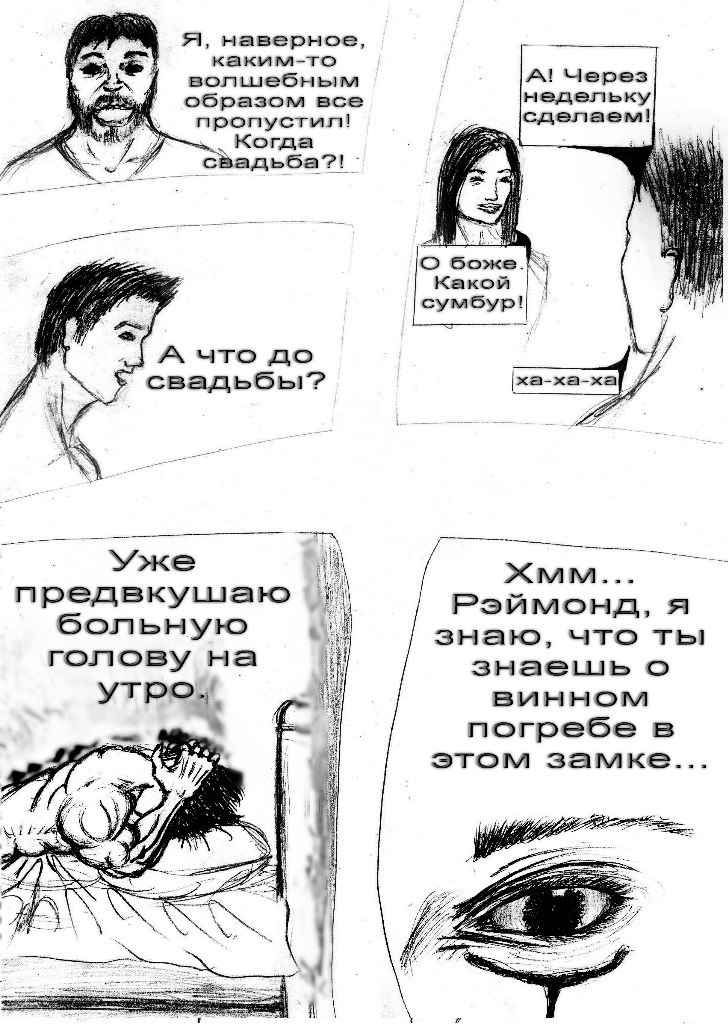 Я, наверное,
каким-то
волшебным
образом все
пропустил!
Когда
свадьба?!
А! Через
недельку
сделаем!
О боже.
Какой
сумбур!
ха-ха-ха
А что до
свадьбы?
Уже
предвкушаю
больную
голову на
утро.
Хмм...
Рэймонд, я
знаю, что ты
знаешь о
винном
погребе в
этом замке...